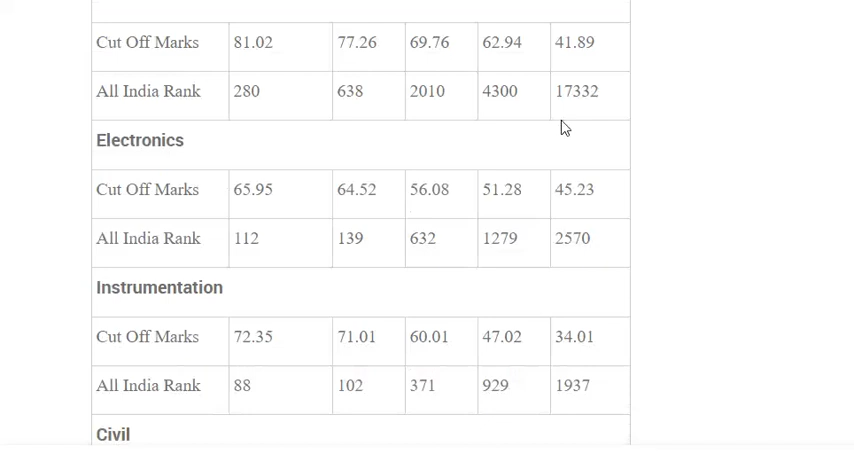 Cut Off Marks 81.02 77.26 69.76 62.94 41.89
All India Rank 280 638 2010 4300 17332
Electronics
Cut Off Marks 65.95 64.52 56.08 51.28 45.23
All India Rank 112 139 632 1279 2570
Instrumentation
Cut Off Marks 72.35 71.01 60.01 47.02 34.01
All India Rank 88 102 371 929 1937
Civil